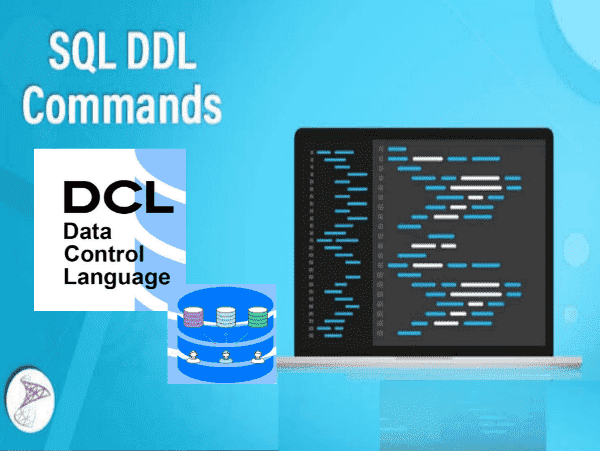 SQL DDL
Commands
DCL
Data
Control
Language